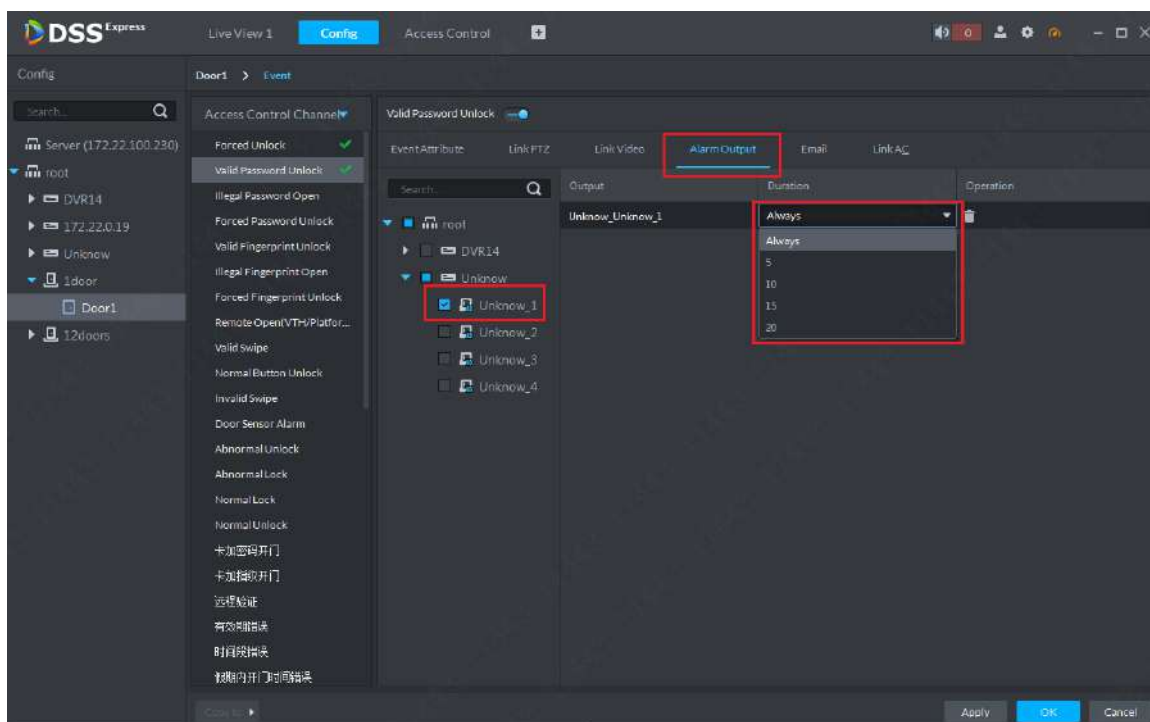 DSS Express
Live View 1
Config
Access Control
0
Config
Door1 > Event
Search...
Server (172.22.100.230)
root
DVR14
172.22.0.19
Unknow
1door
Door1
12doors
Access Control Channel
Forced Unlock
Valid Password Unlock
Illegal Password Open
Forced Password Unlock
Valid Fingerprint Unlock
Illegal Fingerprint Open
Forced Fingerprint Unlock
Remote Open(VTH/Platfor...
Valid Swipe
Normal Button Unlock
Invalid Swipe
Door Sensor Alarm
Abnormal Unlock
Abnormal Lock
Normal Lock
Normal Unlock
卡加密码开门
卡加指纹开门
远程验证
有效期错误
时间段错误
假期内开门时间错误
Valid Password Unlock
Event Attribute
Link PTZ
Link Video
Alarm Output
Email
Link AC
Search...
root
DVR14
Unknow
Unknow_1
Unknow_2
Unknow_3
Unknow_4
Output
Duration
Operation
Unknow_Unknow_1
Always
Always
5
10
15
20
Copy to
Apply
OK
Cancel